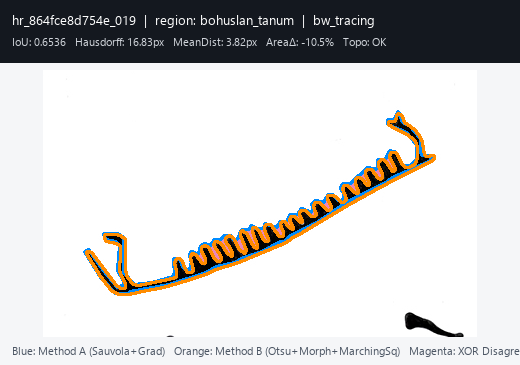 hr_864fce8d754e_019 | region: bohuslan_tanum | bw_tracing
IoU: 0.6536 Hausdorff: 16.83px MeanDist: 3.82px AreaΔ: -10.5% Topo: OK
Blue: Method A (Sauvola+Grad) Orange: Method B (Otsu+Morph+MarchingSq) Magenta: XOR Disagre